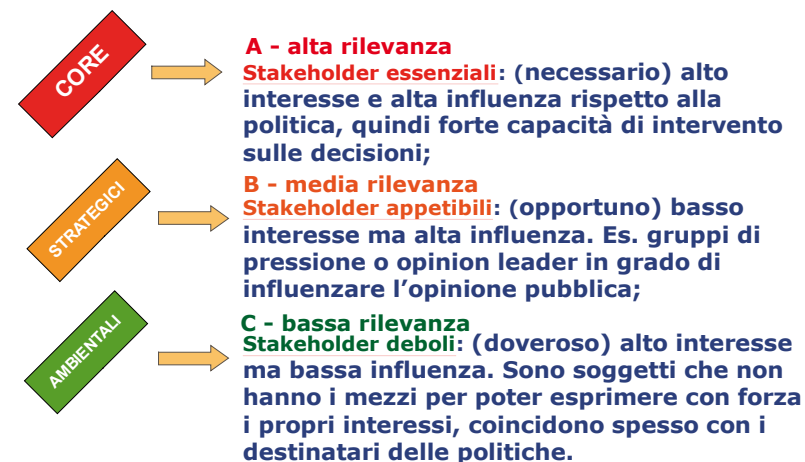 CORE
A - alta rilevanza
Stakeholder essenziali: (necessario) alto
interesse e alta influenza rispetto alla
politica, quindi forte capacità di intervento
sulle decisioni;
STRATEGICI
B - media rilevanza
Stakeholder appetibili: (opportuno) basso
interesse ma alta influenza. Es. gruppi di
pressione o opinion leader in grado di
influenzare l’opinione pubblica;
AMBIENTALI
C - bassa rilevanza
Stakeholder deboli: (doveroso) alto interesse
ma bassa influenza. Sono soggetti che non
hanno i mezzi per poter esprimere con forza
i propri interessi, coincidono spesso con i
destinatari delle politiche.